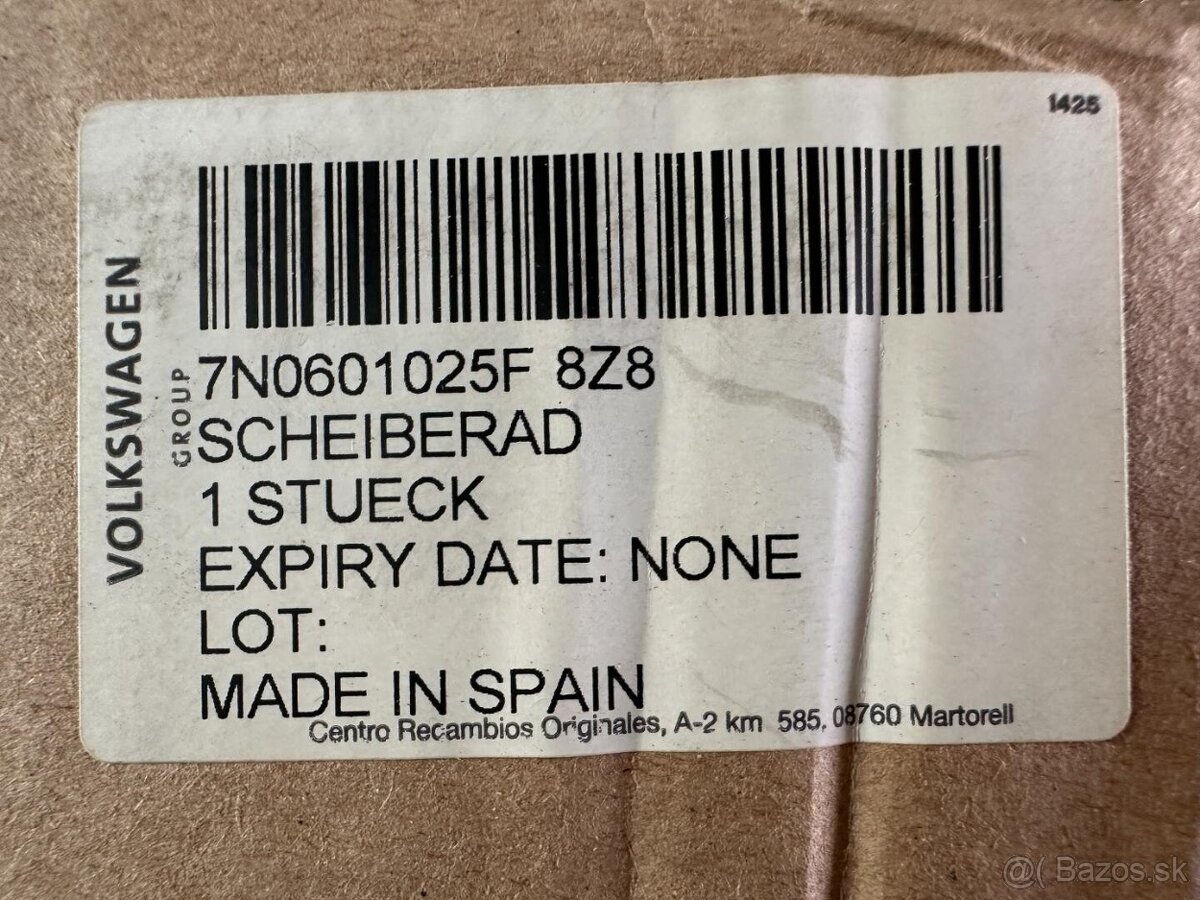 1425
VOLKSWAGEN
GROUP
7N0601025F 8Z8
SCHEIBERAD
1 STUECK
EXPIRY DATE: NONE
LOT:
MADE IN SPAIN
Centro Recambios Originales, A-2 km 585, 08760 Martorell
@( Bazos.sk